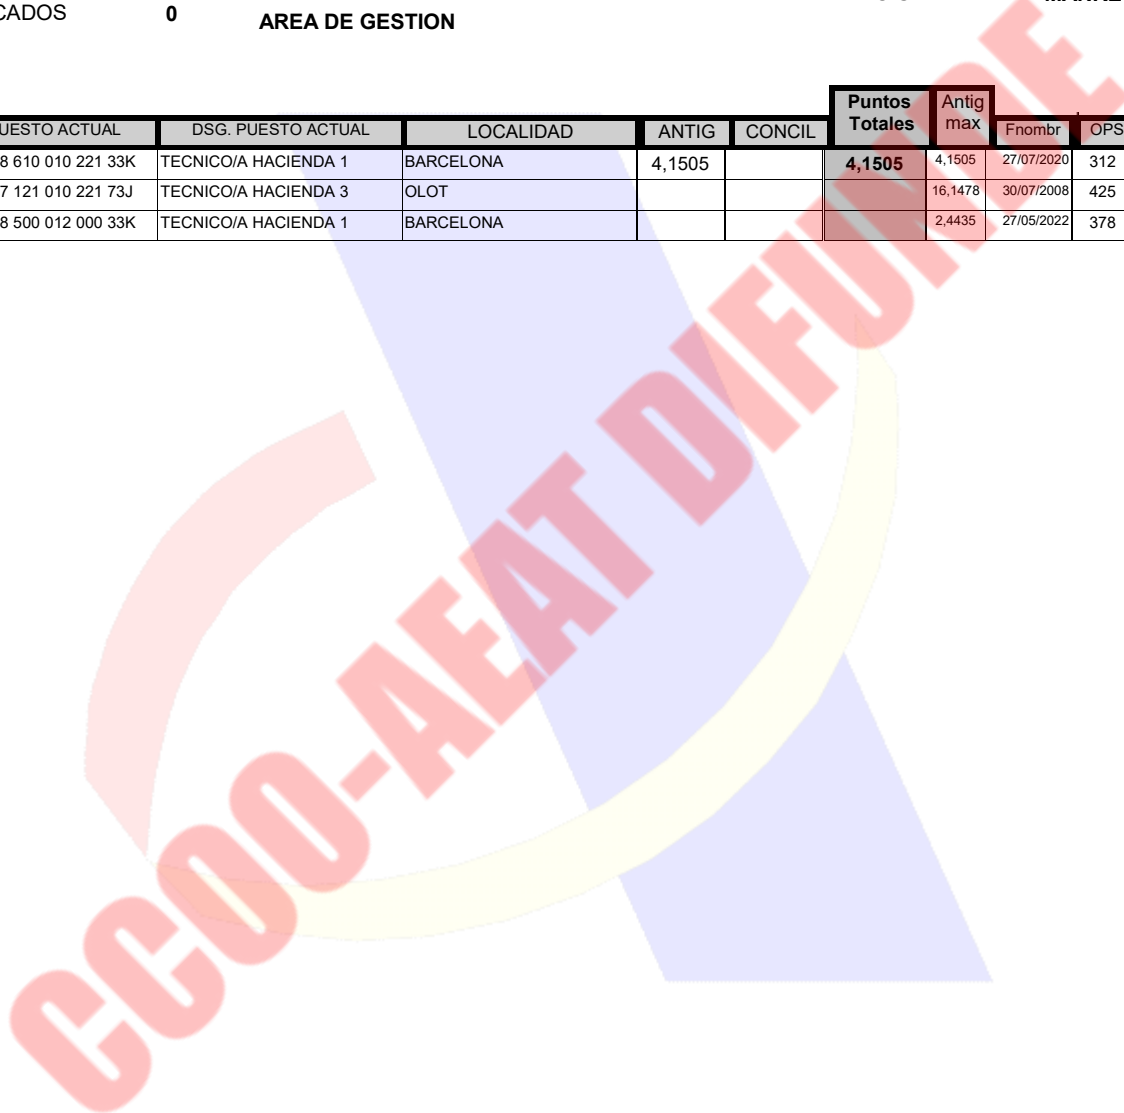 CADOS 0 AREA DE GESTION
UESTO ACTUAL DSG. PUESTO ACTUAL LOCALIDAD ANTIG CONCIL Puntos Totales Antig max Fnombr OPS
8 610 010 221 33K TECNICO/A HACIENDA 1 BARCELONA 4,1505 4,1505 4,1505 27/07/2020 312
7 121 010 221 73J TECNICO/A HACIENDA 3 OLOT 16,1478 30/07/2008 425
8 500 012 000 33K TECNICO/A HACIENDA 1 BARCELONA 2,4435 27/05/2022 378
CCOO-AEAT DIFUNDE